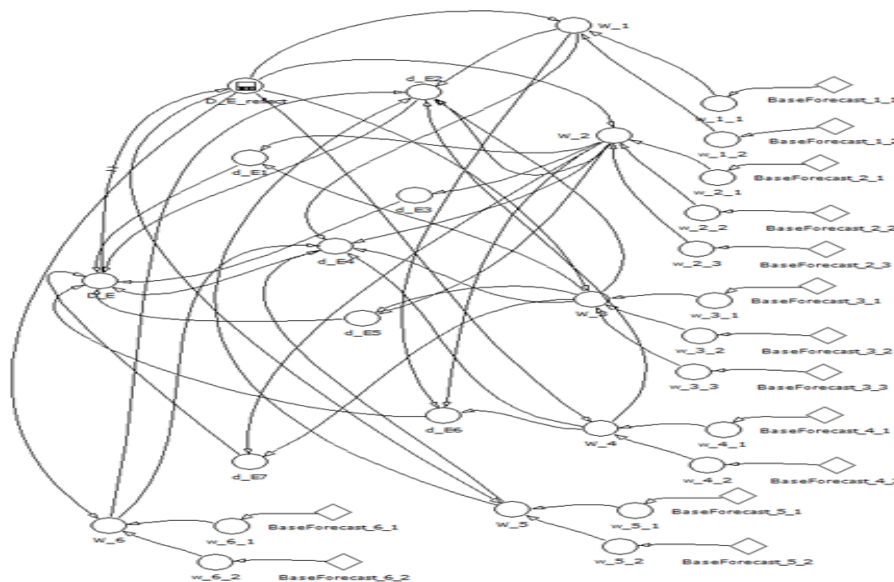 W_1
d_E2
D_E_reject
BaseForecast_1_1
w_1_1
W_2
BaseForecast_1_2
w_1_2
d_E1
BaseForecast_2_1
w_2_1
d_E3
BaseForecast_2_2
w_2_2
d_E4
BaseForecast_2_3
w_2_3
D_E
W_3
BaseForecast_3_1
w_3_1
d_E5
BaseForecast_3_2
w_3_2
BaseForecast_3_3
w_3_3
d_E6
W_4
BaseForecast_4_1
w_4_1
d_E7
BaseForecast_4_2
w_4_2
BaseForecast_5_1
W_5
w_5_1
BaseForecast_6_1
W_6
w_6_1
BaseForecast_5_2
w_5_2
BaseForecast_6_2
w_6_2